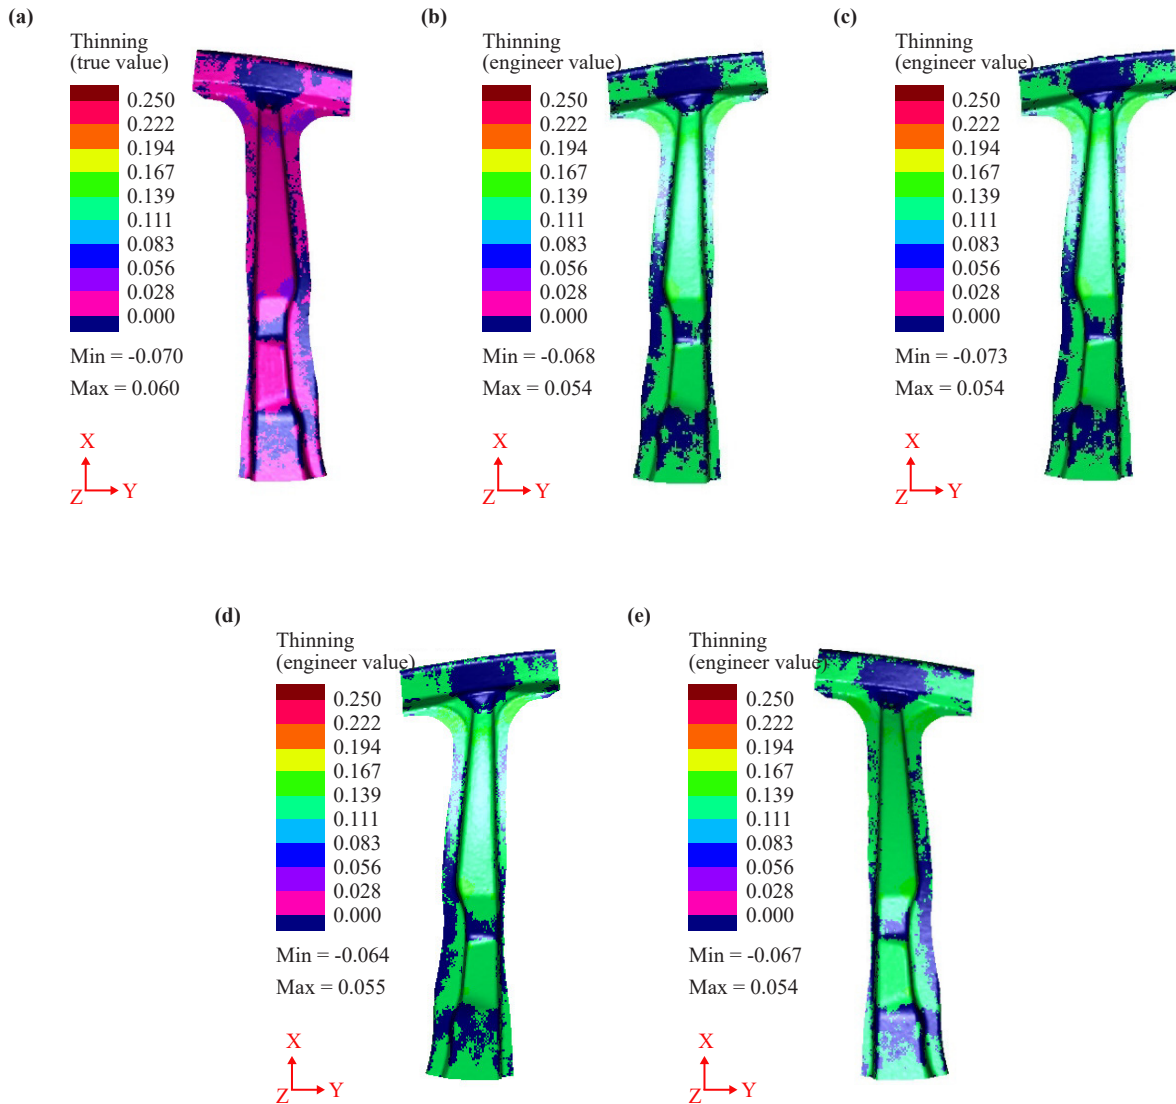 (a)
Thinning
(true value)
0.250
0.222
0.194
0.167
0.139
0.111
0.083
0.056
0.028
0.000
Min = -0.070
Max = 0.060
X
Z
Y
(b)
Thinning
(engineer value)
0.250
0.222
0.194
0.167
0.139
0.111
0.083
0.056
0.028
0.000
Min = -0.068
Max = 0.054
X
Z
Y
(c)
Thinning
(engineer value)
0.250
0.222
0.194
0.167
0.139
0.111
0.083
0.056
0.028
0.000
Min = -0.073
Max = 0.054
X
Z
Y
(d)
Thinning
(engineer value)
0.250
0.222
0.194
0.167
0.139
0.111
0.083
0.056
0.028
0.000
Min = -0.064
Max = 0.055
X
Z
Y
(e)
Thinning
(engineer value)
0.250
0.222
0.194
0.167
0.139
0.111
0.083
0.056
0.028
0.000
Min = -0.067
Max = 0.054
X
Z
Y